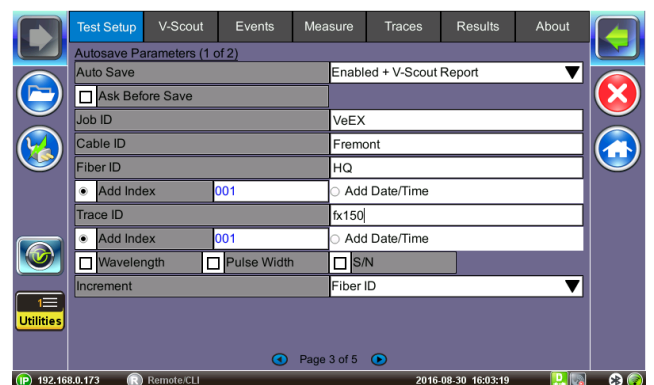 Test Setup V-Scout Events Measure Traces Results About
Autosave Parameters (1 of 2)
Auto Save Enabled + V-Scout Report
Ask Before Save
Job ID VeEX
Cable ID Fremont
Fiber ID HQ
Add Index 001 Add Date/Time
Trace ID fx150
Add Index 001 Add Date/Time
Wavelength Pulse Width S/N
Increment Fiber ID
1
Utilities
Page 3 of 5
IP 192.168.0.173 R Remote/CLI 2016-08-30 16:03:19